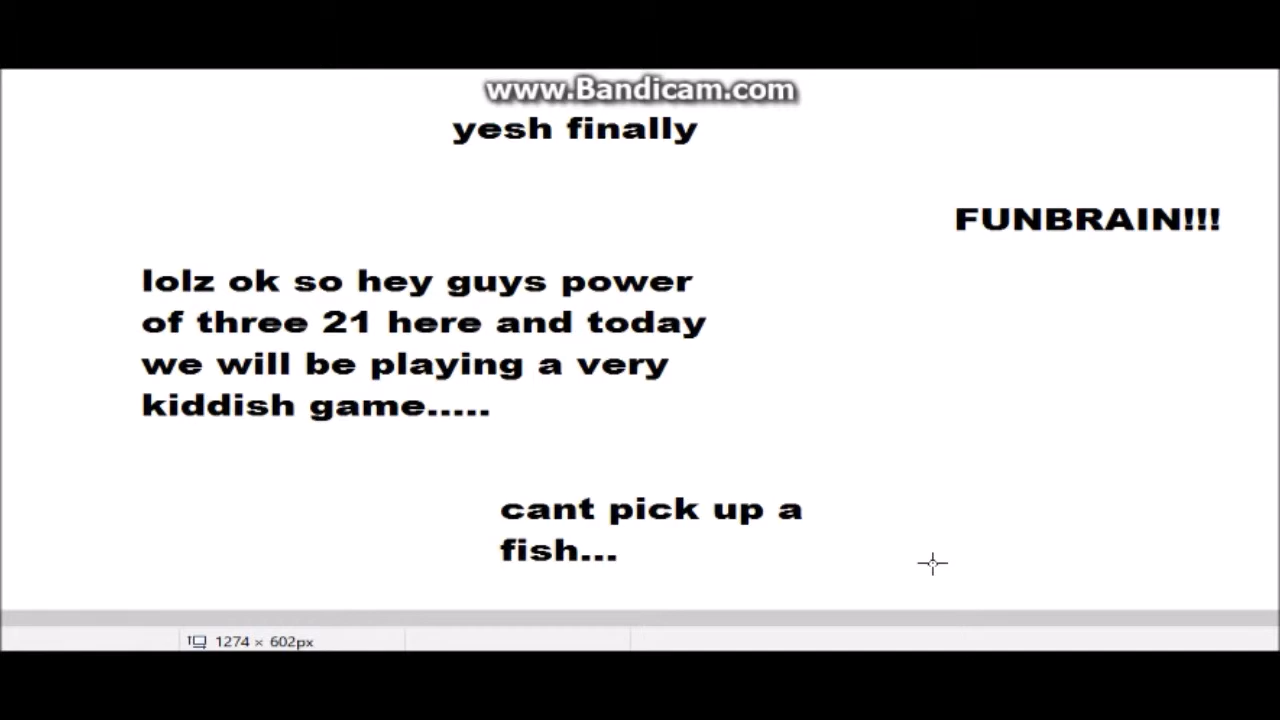 www.Bandicam.com
yesh finally
FUNBRAIN!!!
lolz ok so hey guys power
of three 21 here and today
we will be playing a very
kiddish game.....
cant pick up a
fish...
1274 × 602px